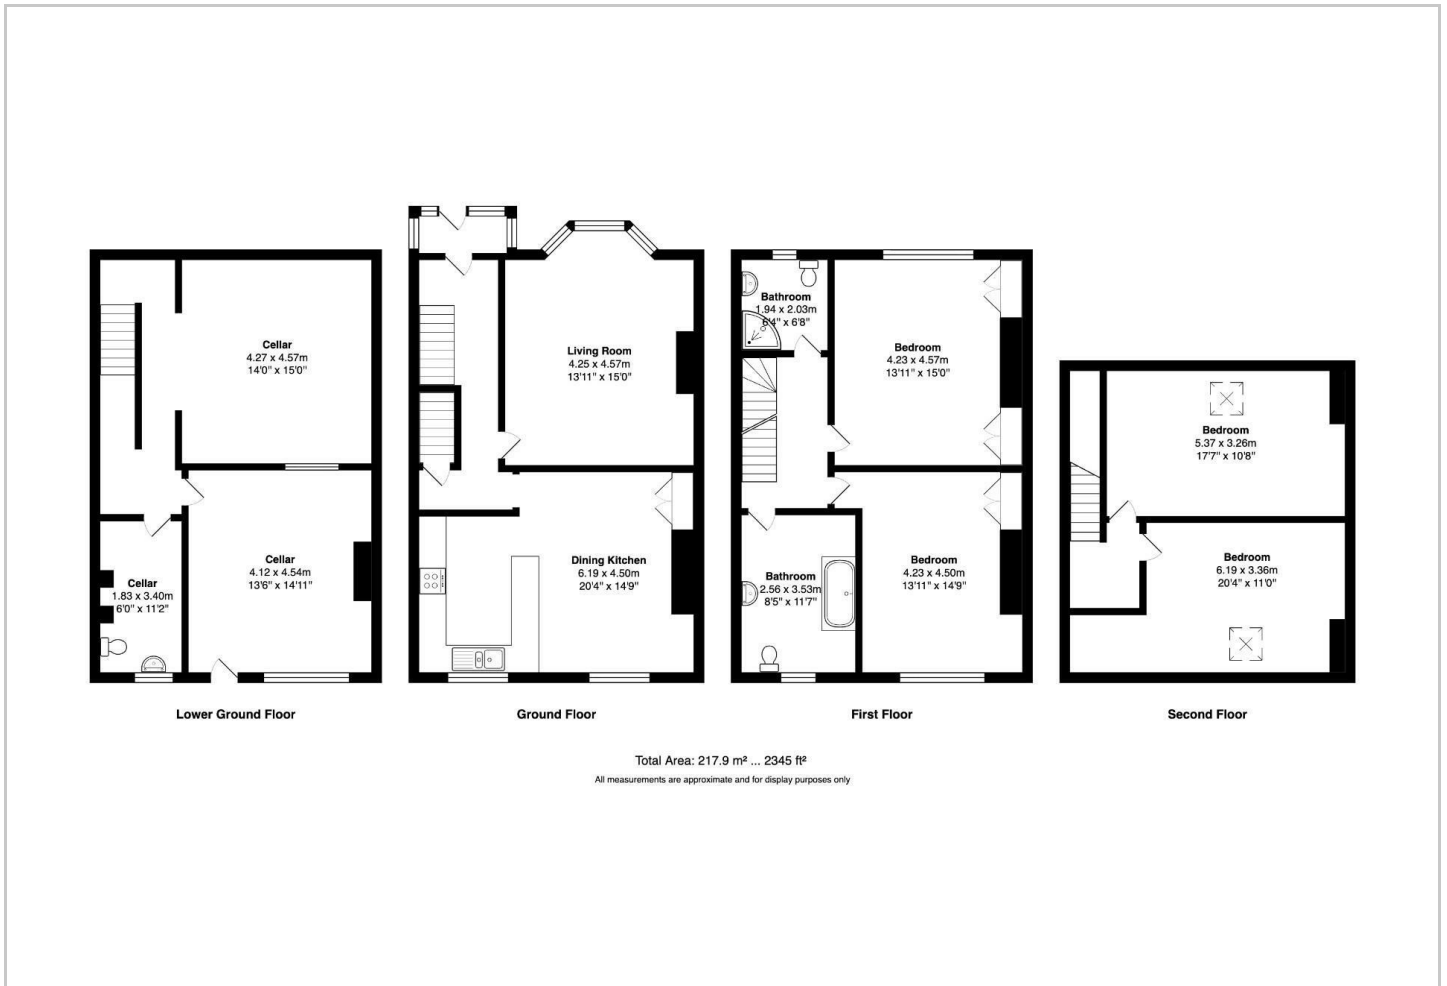 Cellar
4.27 x 4.57m
14'0" x 15'0"
Cellar
4.12 x 4.54m
13'6" x 14'11"
Cellar
1.83 x 3.40m
6'0" x 11'2"
Lower Ground Floor
Living Room
4.25 x 4.57m
13'11" x 15'0"
Dining Kitchen
6.19 x 4.50m
20'4" x 14'9"
Ground Floor
Bathroom
1.94 x 2.03m
6'4" x 6'8"
Bedroom
4.23 x 4.57m
13'11" x 15'0"
Bathroom
2.56 x 3.53m
8'5" x 11'7"
Bedroom
4.23 x 4.50m
13'11" x 14'9"
First Floor
Bedroom
5.37 x 3.26m
17'7" x 10'8"
Bedroom
6.19 x 3.36m
20'4" x 11'0"
Second Floor
Total Area: 217.9 m² ... 2345 ft²
All measurements are approximate and for display purposes only